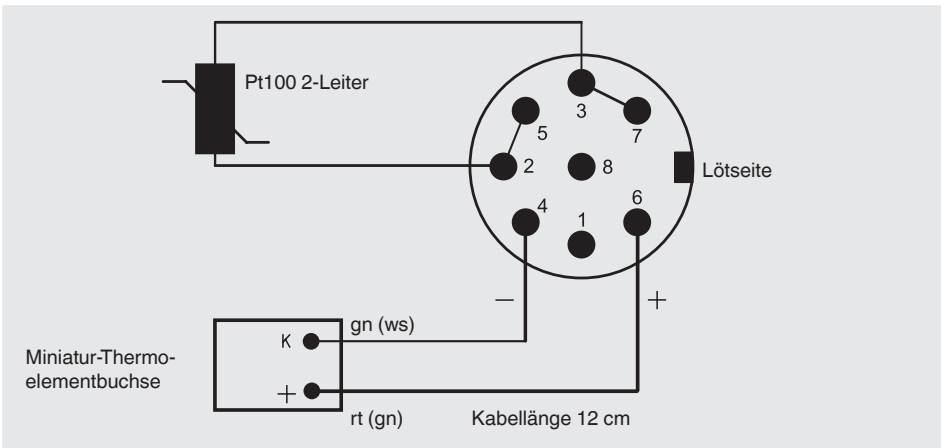 Pt100 2-Leiter
3
5
7
2
8
Lötseite
4
1
6
–
+
gn (ws)
K
Miniatur-Thermo-
elementbuchse
+
rt (gn)
Kabellänge 12 cm